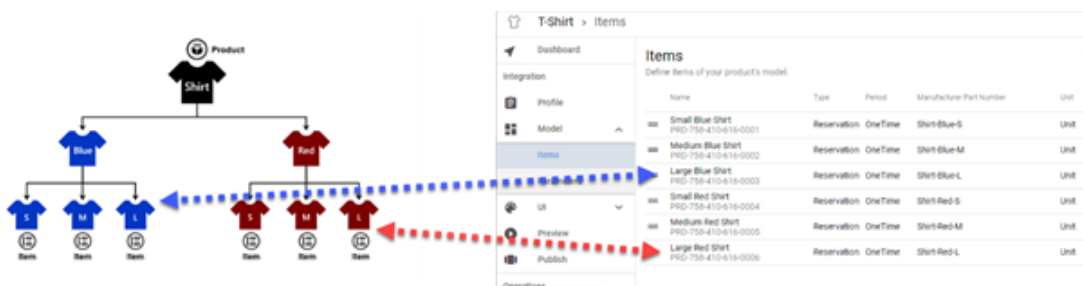 Product
Shirt
Blue
Red
S M L
S M L
Item Item Item
Item Item Item
T-Shirt > Items
Dashboard
Integration
Profile
Model
Items
UI
Preview
Publish
Operations
Items
Define items of your product's model.
Name Type Period Manufacturer Part Number Unit
Small Blue Shirt
PRD-758-410-616-0001
Reservation OneTime Shirt-Blue-S Unit
Medium Blue Shirt
PRD-758-410-616-0002
Reservation OneTime Shirt-Blue-M Unit
Large Blue Shirt
PRD-758-410-616-0003
Reservation OneTime Shirt-Blue-L Unit
Small Red Shirt
PRD-758-410-616-0004
Reservation OneTime Shirt-Red-S Unit
Medium Red Shirt
PRD-758-410-616-0005
Reservation OneTime Shirt-Red-M Unit
Large Red Shirt
PRD-758-410-616-0006
Reservation OneTime Shirt-Red-L Unit